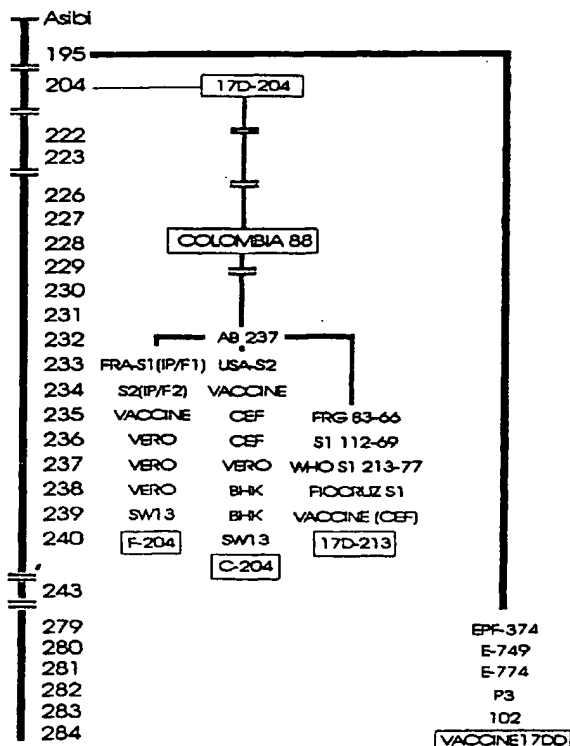 Asibi
195
204 17D-204
222
223
226
227
228 COLOMBIA 88
229
230
231
232 AB 237
233 FRA-S1(IP/F1) USA-S2
234 S2(IP/F2) VACCINE
235 VACCINE CEF FRG 83-66
236 VERO CEF S1 112-69
237 VERO VERO WHO S1 213-77
238 VERO BHK FIOCRUZ S1
239 SW13 BHK VACCINE (CEF)
240 F-204 SW13 17D-213
C-204
243
279 EPF-374
280 E-749
281 E-774
282 P3
283 102
284 VACCINE17DD